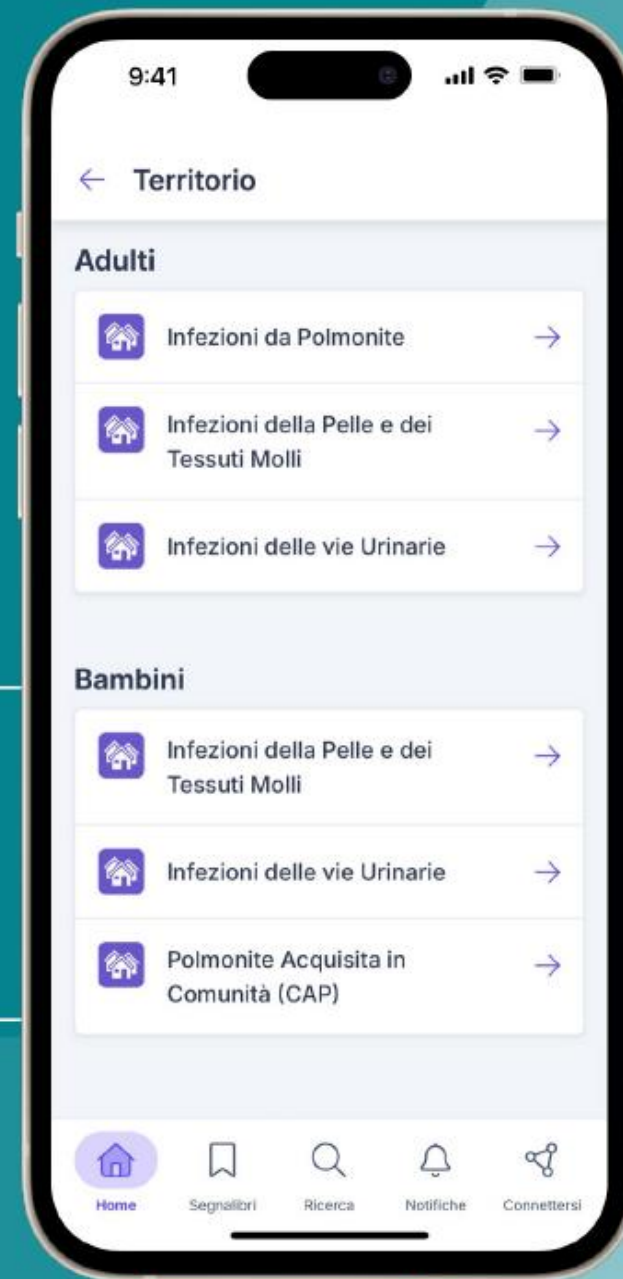 9:41
Territorio
Adulti
Infezioni da Polmonite
Infezioni della Pelle e dei
Tessuti Molli
Infezioni delle vie Urinarie
Bambini
Infezioni della Pelle e dei
Tessuti Molli
Infezioni delle vie Urinarie
Polmonite Acquisita in
Comunità (CAP)
Home Segnalibri Ricerca Notifiche Connettersi